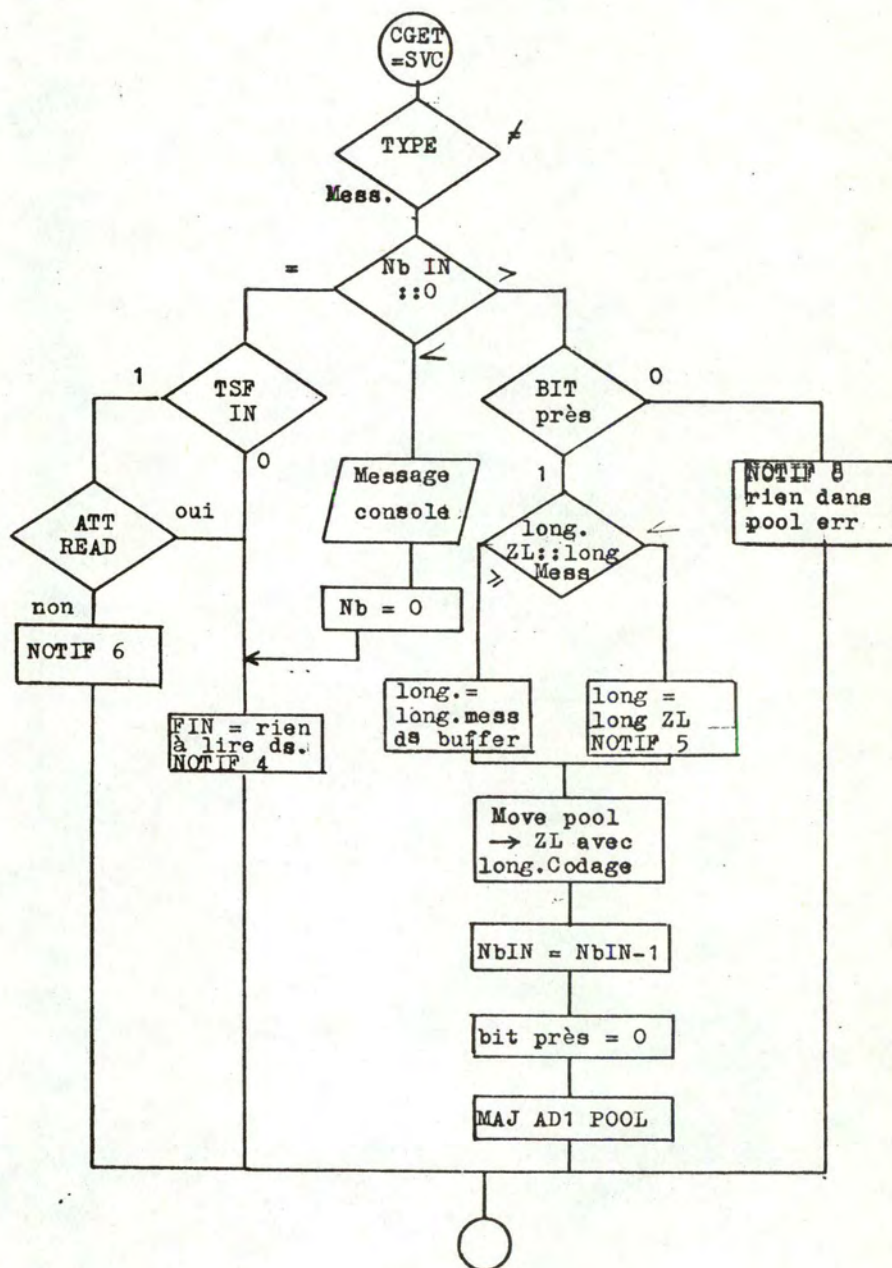 CGET
=SVC
TYPE
≠
Mess.
Nb IN
::0
=
>
<
TSF
IN
1
0
BIT
près
0
1
Message
console
NOTIF 8
rien dans
pool err
ATT
READ
oui
non
long.
ZL::long
Mess
<
≥
Nb = 0
NOTIF 6
long.=
long.mess
ds buffer
long =
long ZL
NOTIF 5
FIN = rien
à lire ds.
NOTIF 4
Move pool
→ ZL avec
long.Codage
NbIN = NbIN-1
bit près = 0
MAJ AD1 POOL